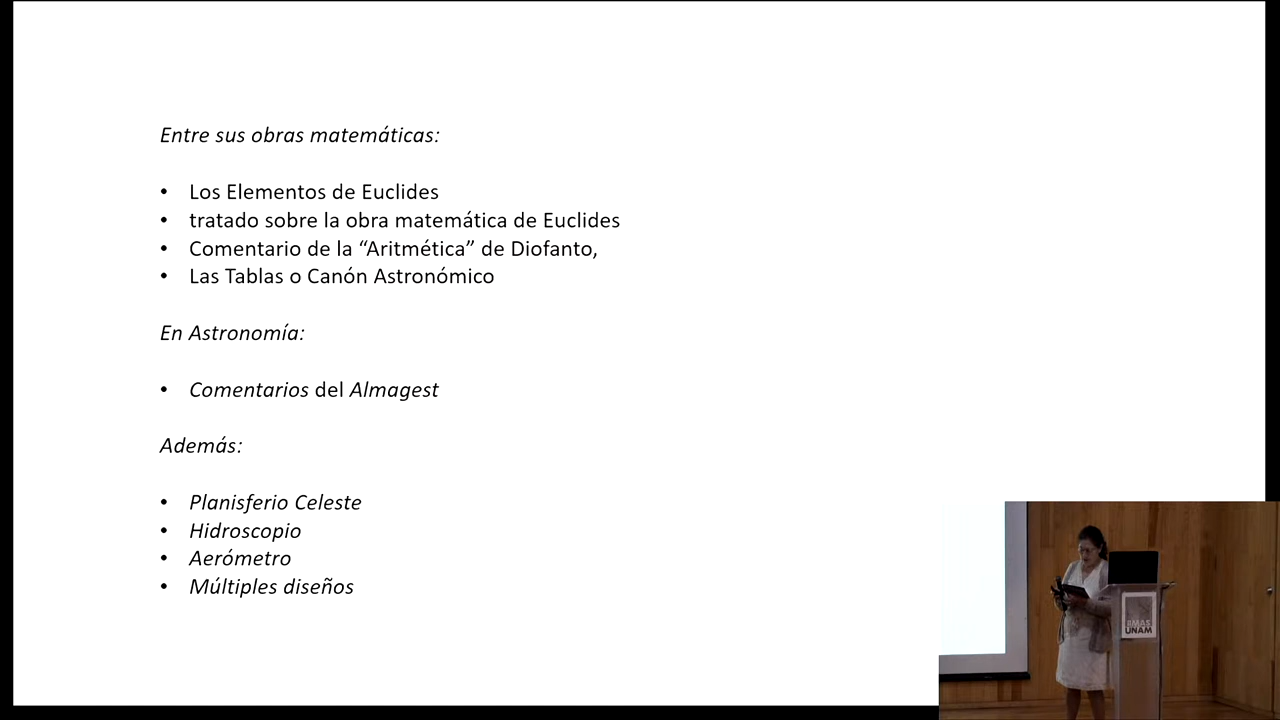 Entre sus obras matemáticas:
• Los Elementos de Euclides
• tratado sobre la obra matemática de Euclides
• Comentario de la “Aritmética” de Diofanto,
• Las Tablas o Canón Astronómico
En Astronomía:
• Comentarios del Almagest
Además:
• Planisferio Celeste
• Hidroscopio
• Aerómetro
• Múltiples diseños
UNAM